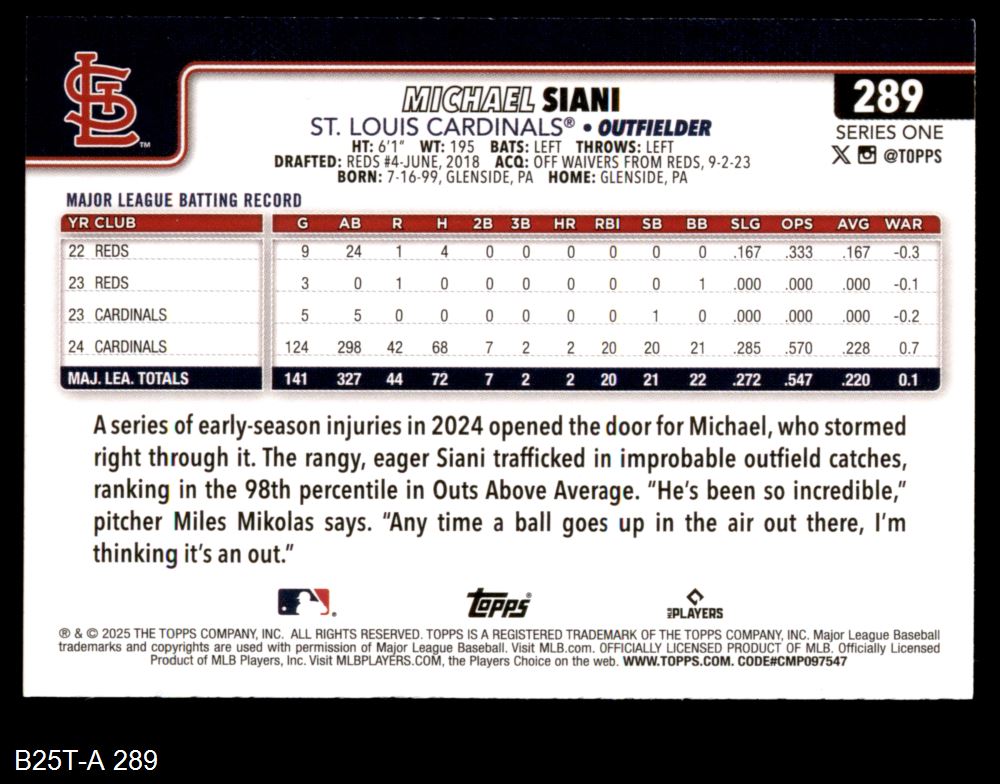 289
MICHAEL SIANI
ST. LOUIS CARDINALS® • OUTFIELDER
SERIES ONE
HT: 6'1" WT: 195 BATS: LEFT THROWS: LEFT
@TOPPS
DRAFTED: REDS #4-JUNE, 2018 ACQ: OFF WAIVERS FROM REDS, 9-2-23
BORN: 7-16-99, GLENSIDE, PA HOME: GLENSIDE, PA
STL TM
MAJOR LEAGUE BATTING RECORD
YR CLUB G AB R H 2B 3B HR RBI SB BB SLG OPS AVG WAR
22 REDS 9 24 1 4 0 0 0 0 0 0 .167 .333 .167 -0.3
23 REDS 3 0 1 0 0 0 0 0 0 1 .000 .000 .000 -0.1
23 CARDINALS 5 5 0 0 0 0 0 0 1 0 .000 .000 .000 -0.2
24 CARDINALS 124 298 42 68 7 2 2 20 20 21 .285 .570 .228 0.7
MAJ. LEA. TOTALS 141 327 44 72 7 2 2 20 21 22 .272 .547 .220 0.1
A series of early-season injuries in 2024 opened the door for Michael, who stormed
right through it. The rangy, eager Siani trafficked in improbable outfield catches,
ranking in the 98th percentile in Outs Above Average. "He's been so incredible,"
pitcher Miles Mikolas says. "Any time a ball goes up in the air out there, I'm
thinking it's an out."
Topps®
MLB PLAYERS
® & © 2025 THE TOPPS COMPANY, INC. ALL RIGHTS RESERVED. TOPPS IS A REGISTERED TRADEMARK OF THE TOPPS COMPANY, INC. Major League Baseball
trademarks and copyrights are used with permission of Major League Baseball. Visit MLB.com. OFFICIALLY LICENSED PRODUCT OF MLB. Officially Licensed
Product of MLB Players, Inc. Visit MLBPLAYERS.COM, the Players Choice on the web. WWW.TOPPS.COM. CODE#CMP097547
B25T-A 289